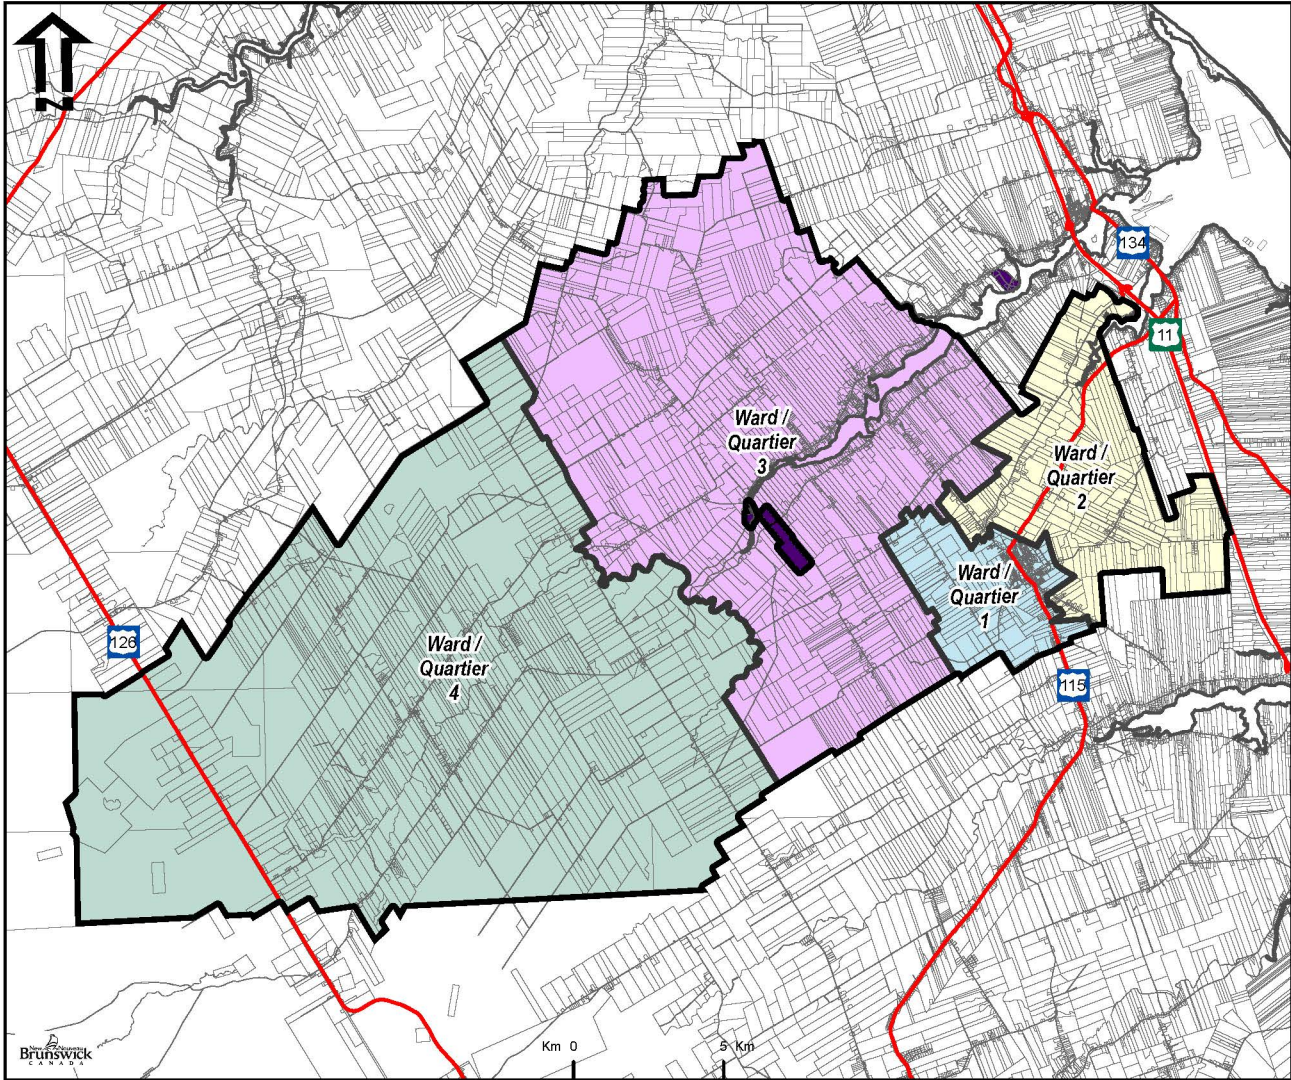 N
134
11
Ward /
Quartier
3
Ward /
Quartier
2
Ward /
Quartier
1
126
Ward /
Quartier
4
115
New Nouveau
Brunswick
CANADA
Km 0 5 Km